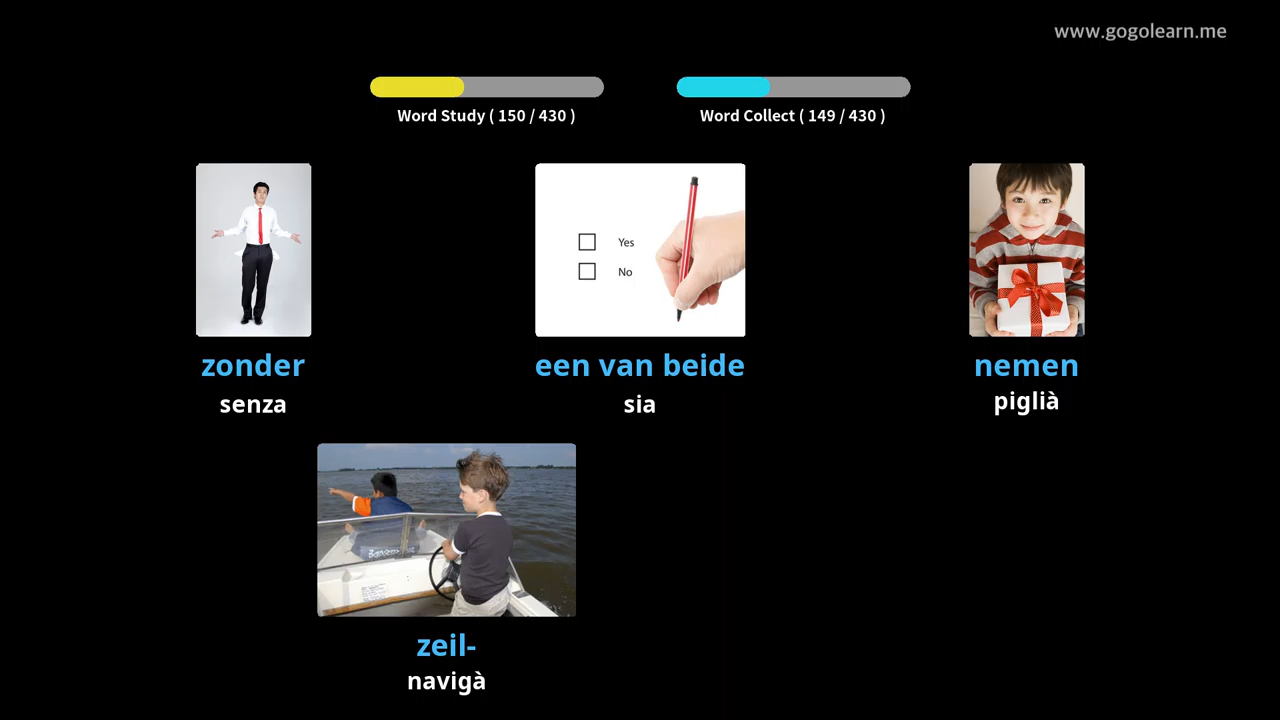 www.gogolearn.me
Word Study ( 150 / 430 )
Word Collect ( 149 / 430 )
Yes
No
zonder
een van beide
nemen
senza
sia
piglià
zeil-
navigà